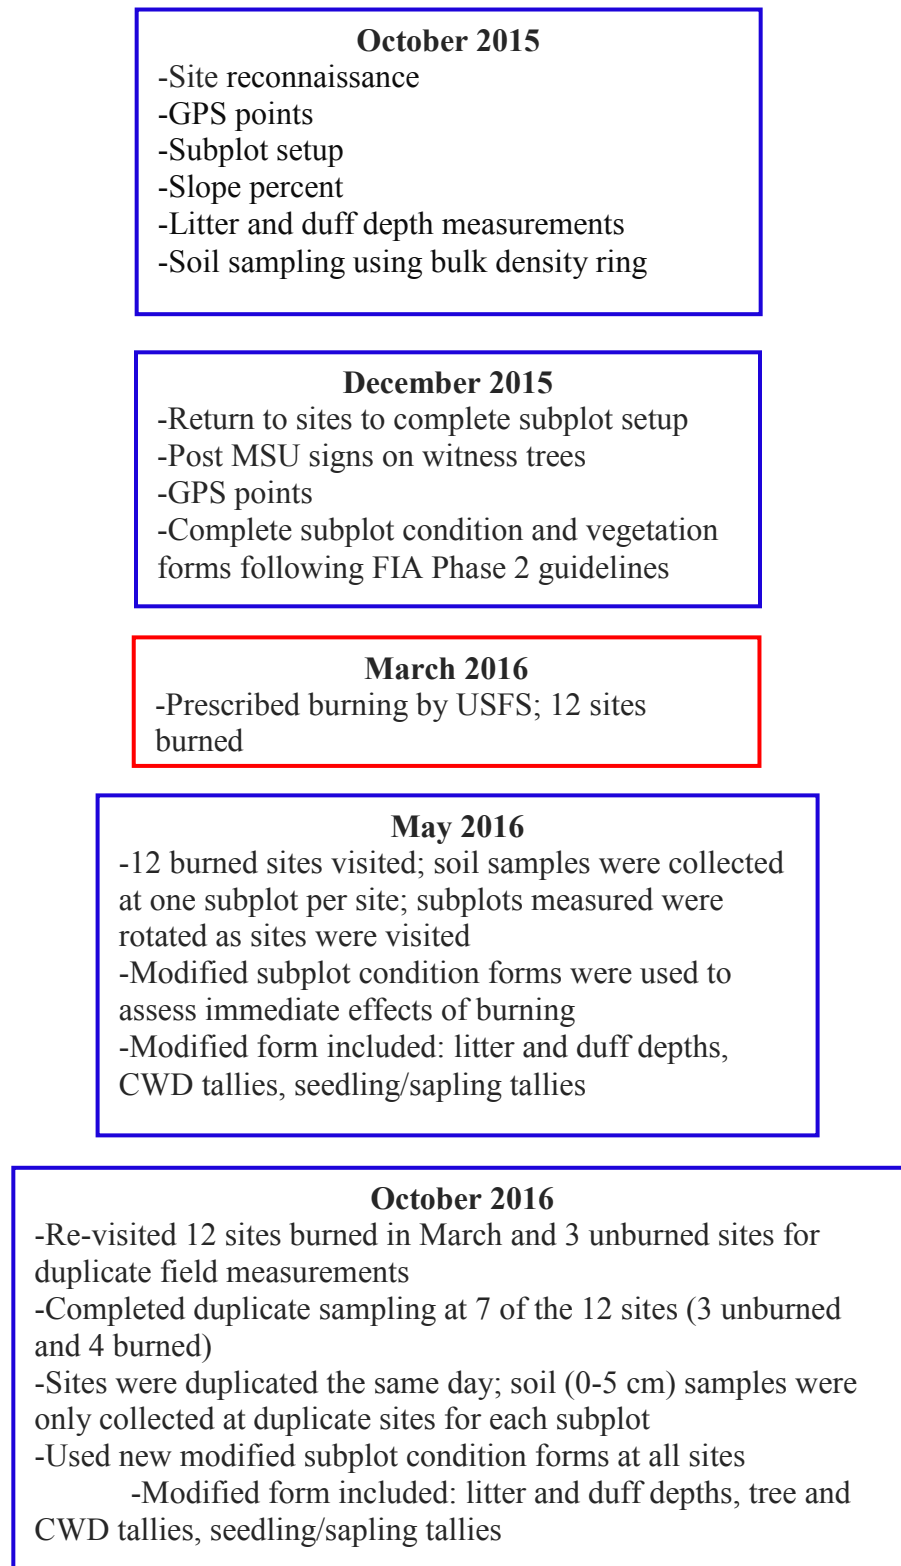 October 2015
-Site reconnaissance
-GPS points
-Subplot setup
-Slope percent
-Litter and duff depth measurements
-Soil sampling using bulk density ring
December 2015
-Return to sites to complete subplot setup
-Post MSU signs on witness trees
-GPS points
-Complete subplot condition and vegetation
forms following FIA Phase 2 guidelines
March 2016
-Prescribed burning by USFS; 12 sites
burned
May 2016
-12 burned sites visited; soil samples were collected
at one subplot per site; subplots measured were
rotated as sites were visited
-Modified subplot condition forms were used to
assess immediate effects of burning
-Modified form included: litter and duff depths,
CWD tallies, seedling/sapling tallies
October 2016
-Re-visited 12 sites burned in March and 3 unburned sites for
duplicate field measurements
-Completed duplicate sampling at 7 of the 12 sites (3 unburned
and 4 burned)
-Sites were duplicated the same day; soil (0-5 cm) samples were
only collected at duplicate sites for each subplot
-Used new modified subplot condition forms at all sites
-Modified form included: litter and duff depths, tree and
CWD tallies, seedling/sapling tallies